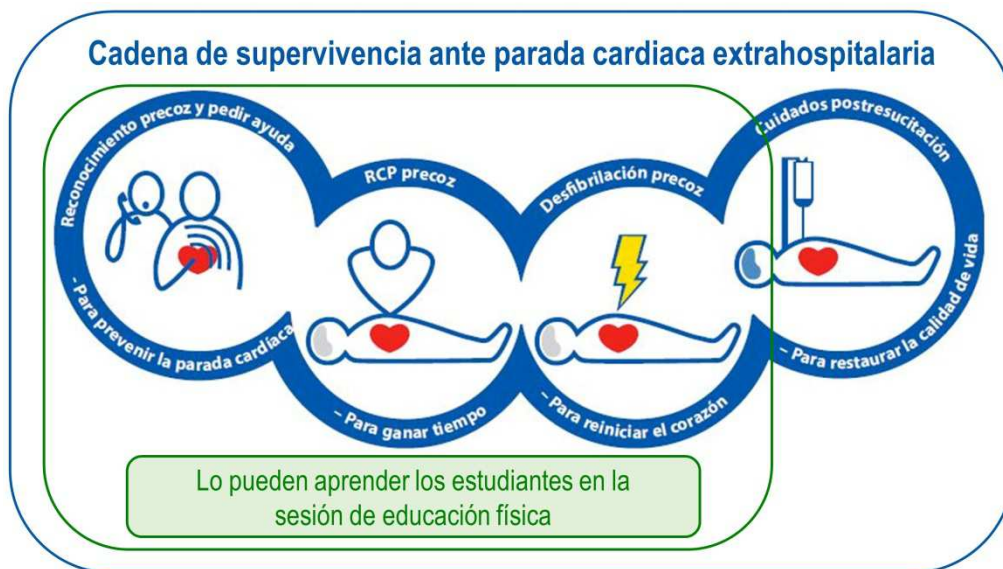 Cadena de supervivencia ante parada cardiaca extrahospitalaria
Reconocimiento precoz y pedir ayuda
- Para prevenir la parada cardíaca
RCP precoz
– Para ganar tiempo
Desfibrilación precoz
– Para reiniciar el corazón
Cuidados postresucitación
– Para restaurar la calidad de vida
Lo pueden aprender los estudiantes en la
sesión de educación física